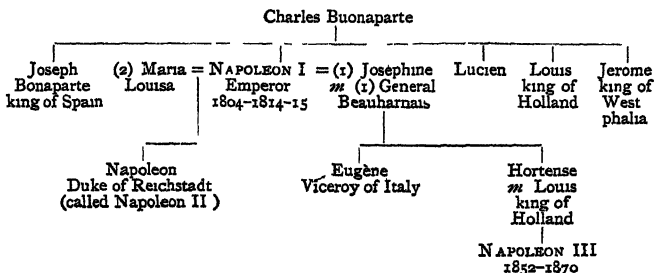 Charles Buonaparte
Joseph (2) Maria = NAPOLEON I = (1) Josephine Lucien Louis Jerome
Bonaparte Louisa Emperor m (1) General king of king of
king of Spain 1804-1814-15 Beauharnais Holland West
phalia
Napoleon Eugène Hortense
Duke of Reichstadt Viceroy of Italy m Louis
(called Napoleon II ) king of
Holland
NAPOLEON III
1852-1870